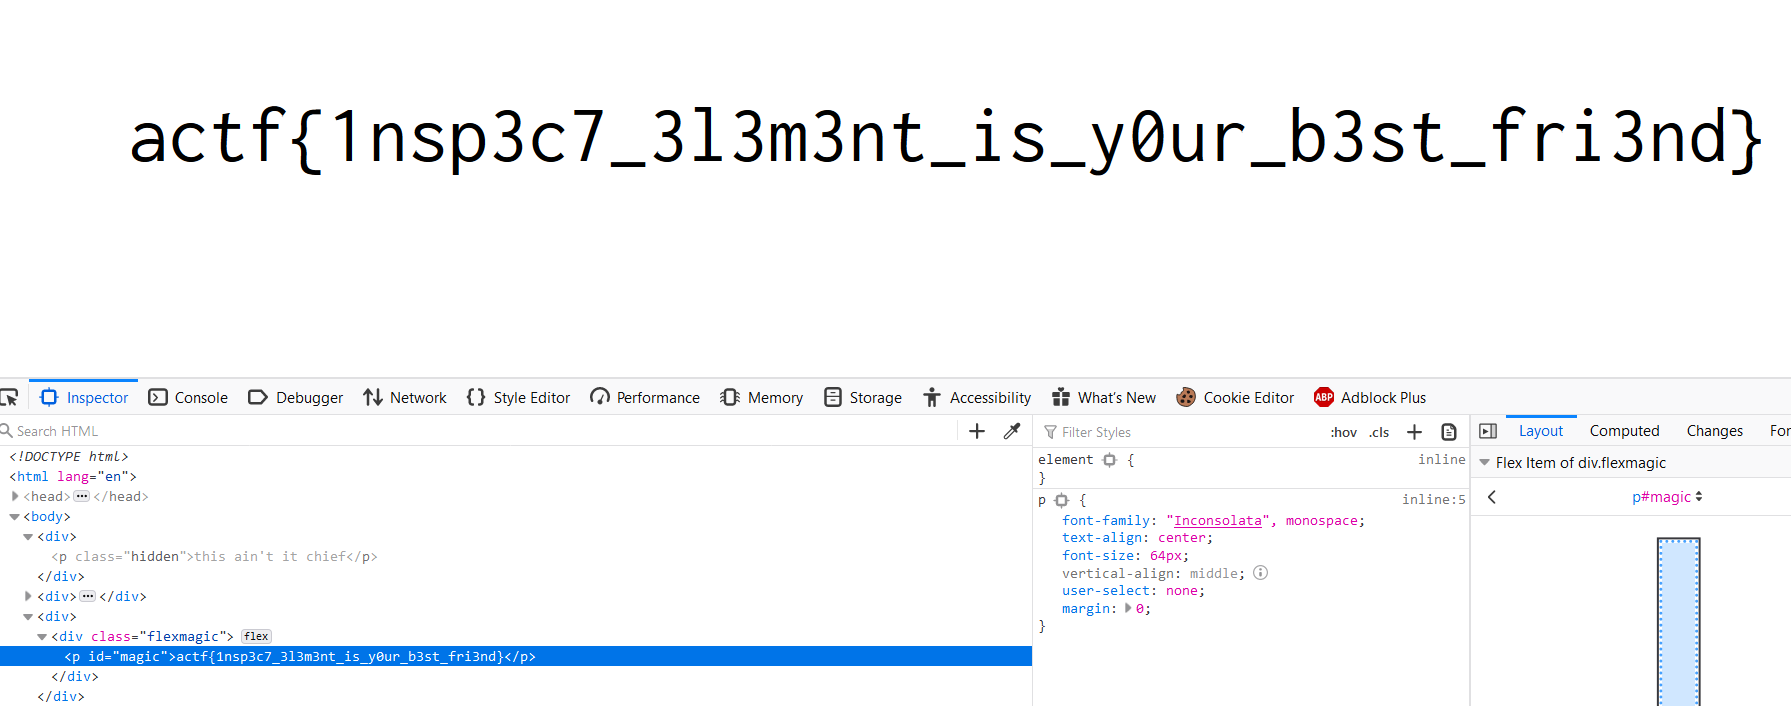 actf{1nsp3c7_3l3m3nt_is_y0ur_b3st_fri3nd}
Inspector Console Debugger Network {} Style Editor Performance Memory Storage Accessibility What's New Cookie Editor ABP Adblock Plus
Search HTML
<!DOCTYPE html>
<html lang="en">
<head>⋯</head>
<body>
<div>
<p class="hidden">this ain't it chief</p>
</div>
<div>⋯</div>
<div>
<div class="flexmagic"> flex
<p id="magic">actf{1nsp3c7_3l3m3nt_is_y0ur_b3st_fri3nd}</p>
</div>
</div>
Filter Styles :hov .cls
element { inline
}
p { inline:5
font-family: "Inconsolata", monospace;
text-align: center;
font-size: 64px;
vertical-align: middle;
user-select: none;
margin: 0;
}
Layout Computed Changes For
Flex Item of div.flexmagic
p#magic